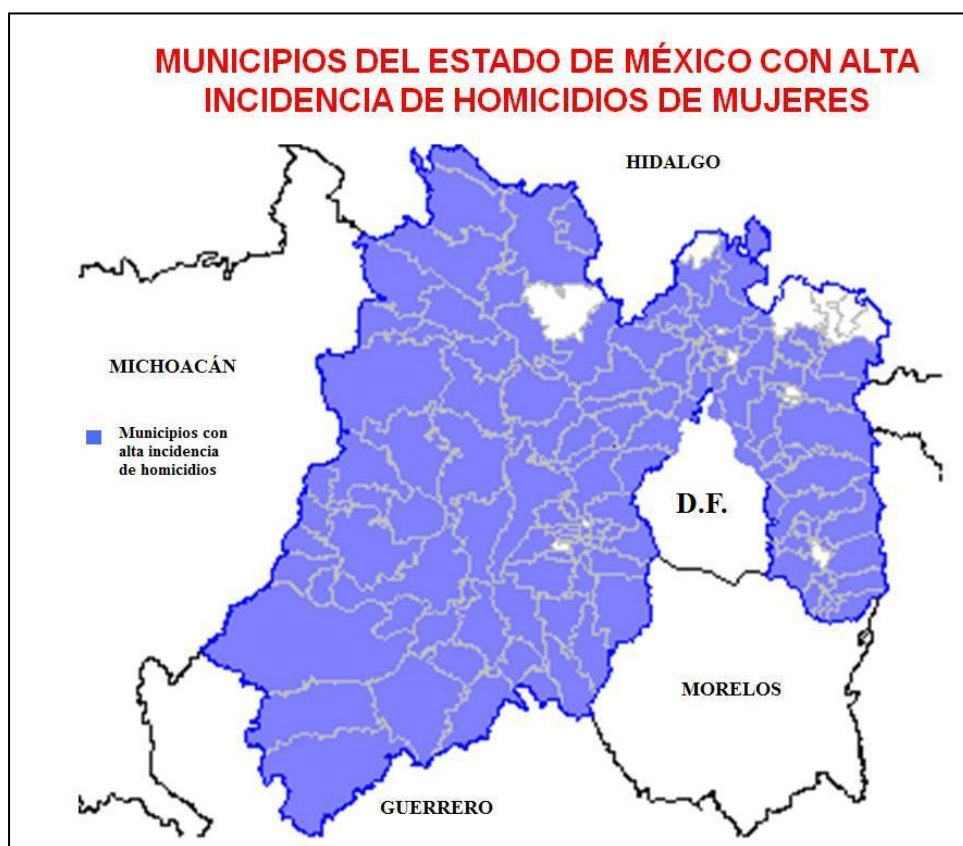 MUNICIPIOS DEL ESTADO DE MÉXICO CON ALTA
INCIDENCIA DE HOMICIDIOS DE MUJERES
HIDALGO
MICHOACÁN
Municipios con
alta incidencia
de homicidios
D.F.
MORELOS
GUERRERO